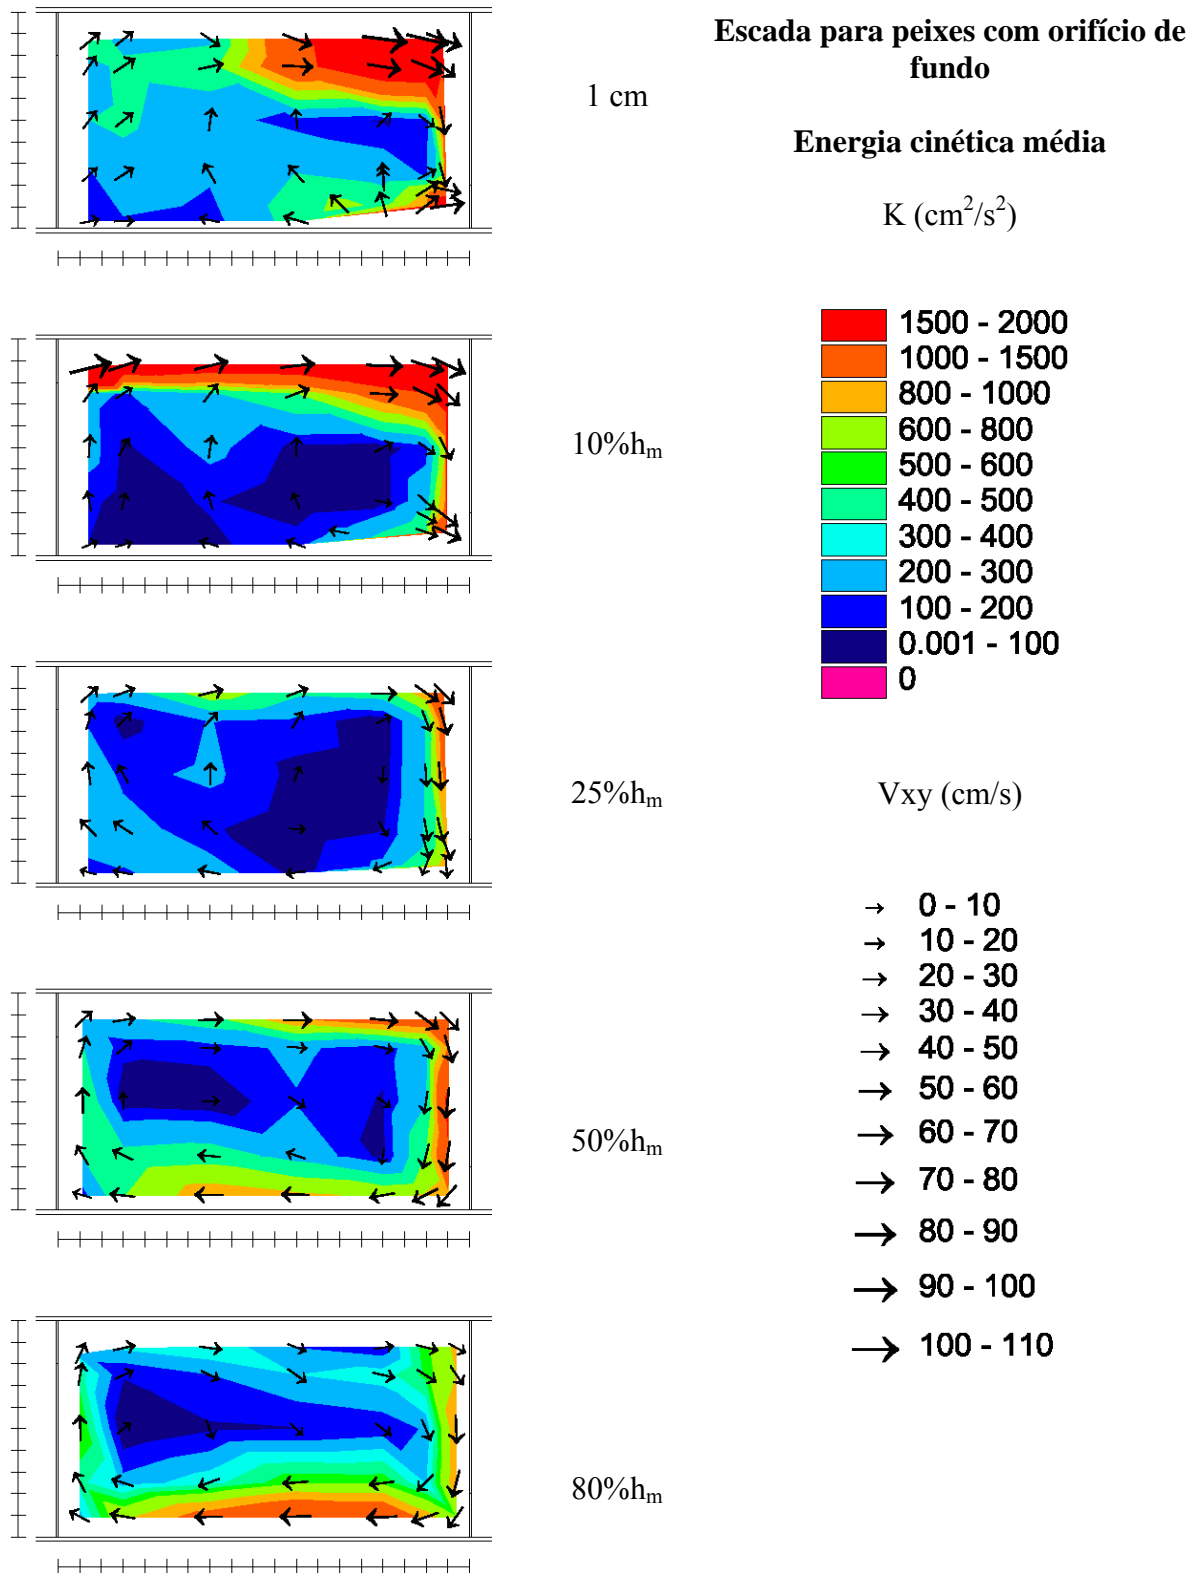 Escada para peixes com orifício de
fundo
Energia cinética média
K (cm²/s²)
1500 - 2000
1000 - 1500
800 - 1000
600 - 800
500 - 600
400 - 500
300 - 400
200 - 300
100 - 200
0.001 - 100
0
Vxy (cm/s)
0 - 10
10 - 20
20 - 30
30 - 40
40 - 50
50 - 60
60 - 70
70 - 80
80 - 90
90 - 100
100 - 110
1 cm
10%hₘ
25%hₘ
50%hₘ
80%hₘ